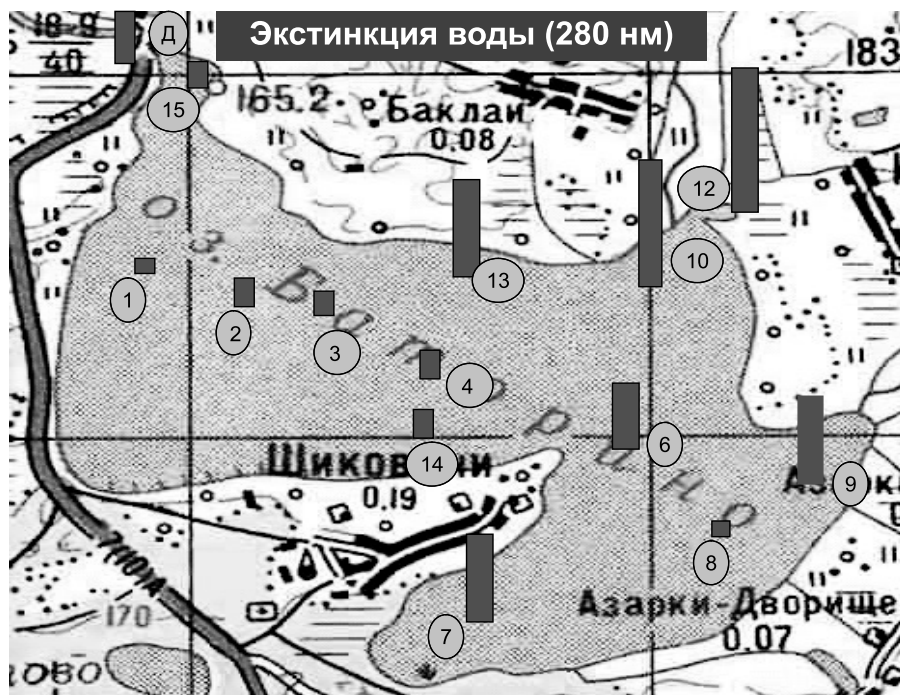 Экстинкция воды (280 нм)
18-9
40
Д
15
165.2
Баклаи
0.08
183
12
10
13
О
з.
Б а т о р и н о
1
2
3
4
6
14
9
8
7
Шиковичи
0.19
170
Азарки-Дворище
0.07
ОВО